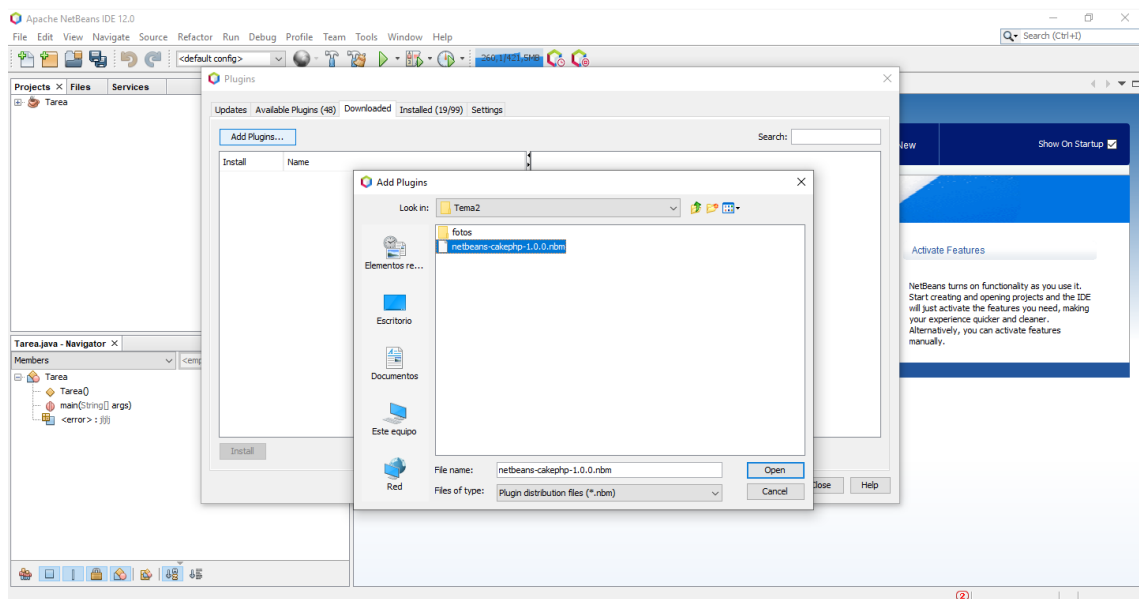 Apache NetBeans IDE 12.0
File Edit View Navigate Source Refactor Run Debug Profile Team Tools Window Help
Search (Ctrl+I)
<default config>
260,1/421,5MB
Projects Files Services
Tarea
Plugins
Updates Available Plugins (48) Downloaded Installed (19/99) Settings
Add Plugins...
Search:
Install Name
Add Plugins
Look in: Tema2
fotos
netbeans-cakephp-1.0.0.nbm
Elementos re...
Escritorio
Documentos
Este equipo
Red
File name: netbeans-cakephp-1.0.0.nbm
Open
Files of type: Plugin distribution files (*.nbm)
Cancel
Install
Close
Help
New
Show On Startup
Activate Features
NetBeans turns on functionality as you use it.
Start creating and opening projects and the IDE
will just activate the features you need, making
your experience quicker and cleaner.
Alternatively, you can activate features
manually.
Tarea.java - Navigator
Members
<emp
Tarea
Tarea()
main(String[] args)
<error> : jijiji
2